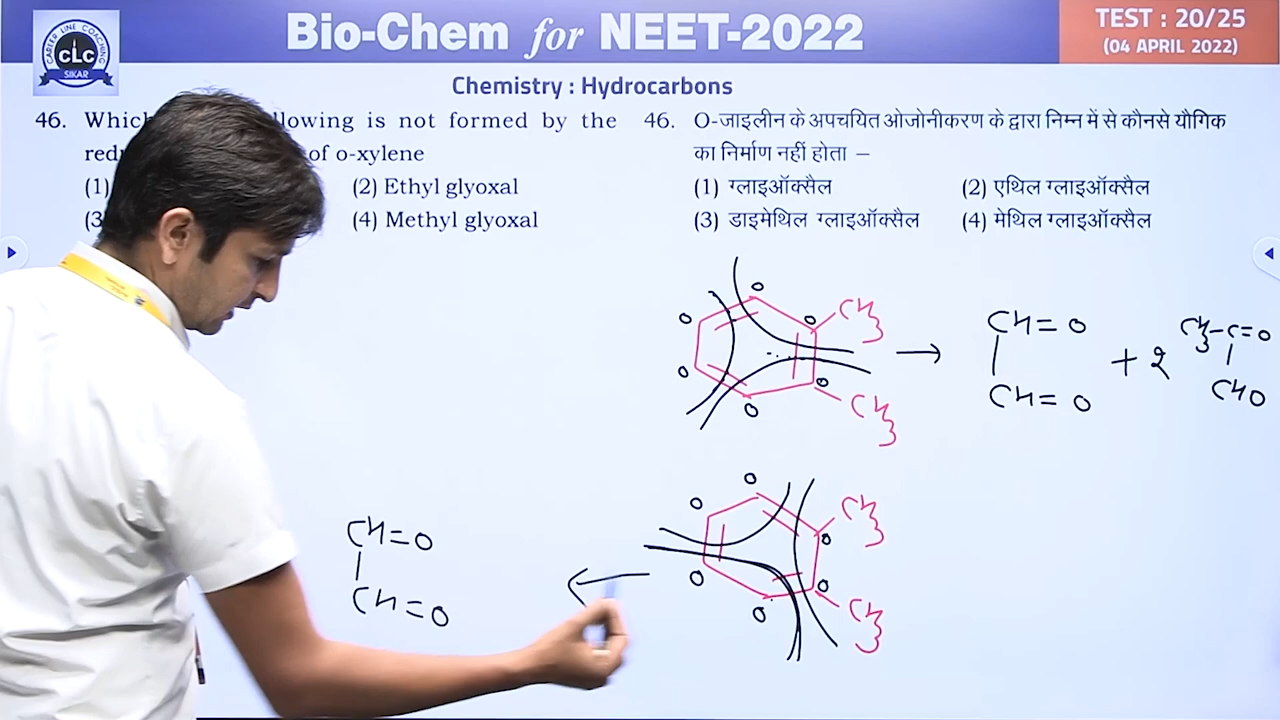 CAREER LINE COACHING
CLC
SIKAR
Bio-Chem for NEET-2022
TEST : 20/25
(04 APRIL 2022)
Chemistry : Hydrocarbons
46. Which llowing is not formed by the
red of o-xylene
(1) (2) Ethyl glyoxal
(3 (4) Methyl glyoxal
46. O-जाइलीन के अपचयित ओजोनीकरण के द्वारा निम्न में से कौनसे यौगिक
का निर्माण नहीं होता –
(1) ग्लाइऑक्सैल (2) एथिल ग्लाइऑक्सैल
(3) डाइमेथिल ग्लाइऑक्सैल (4) मेथिल ग्लाइऑक्सैल
O
O
O
O
O
O
CH3
CH3
→
CH=O
CH=O
+ 2
CH3-C=O
CHO
O
O
O
O
O
O
CH3
CH3
←
CH=O
CH=O